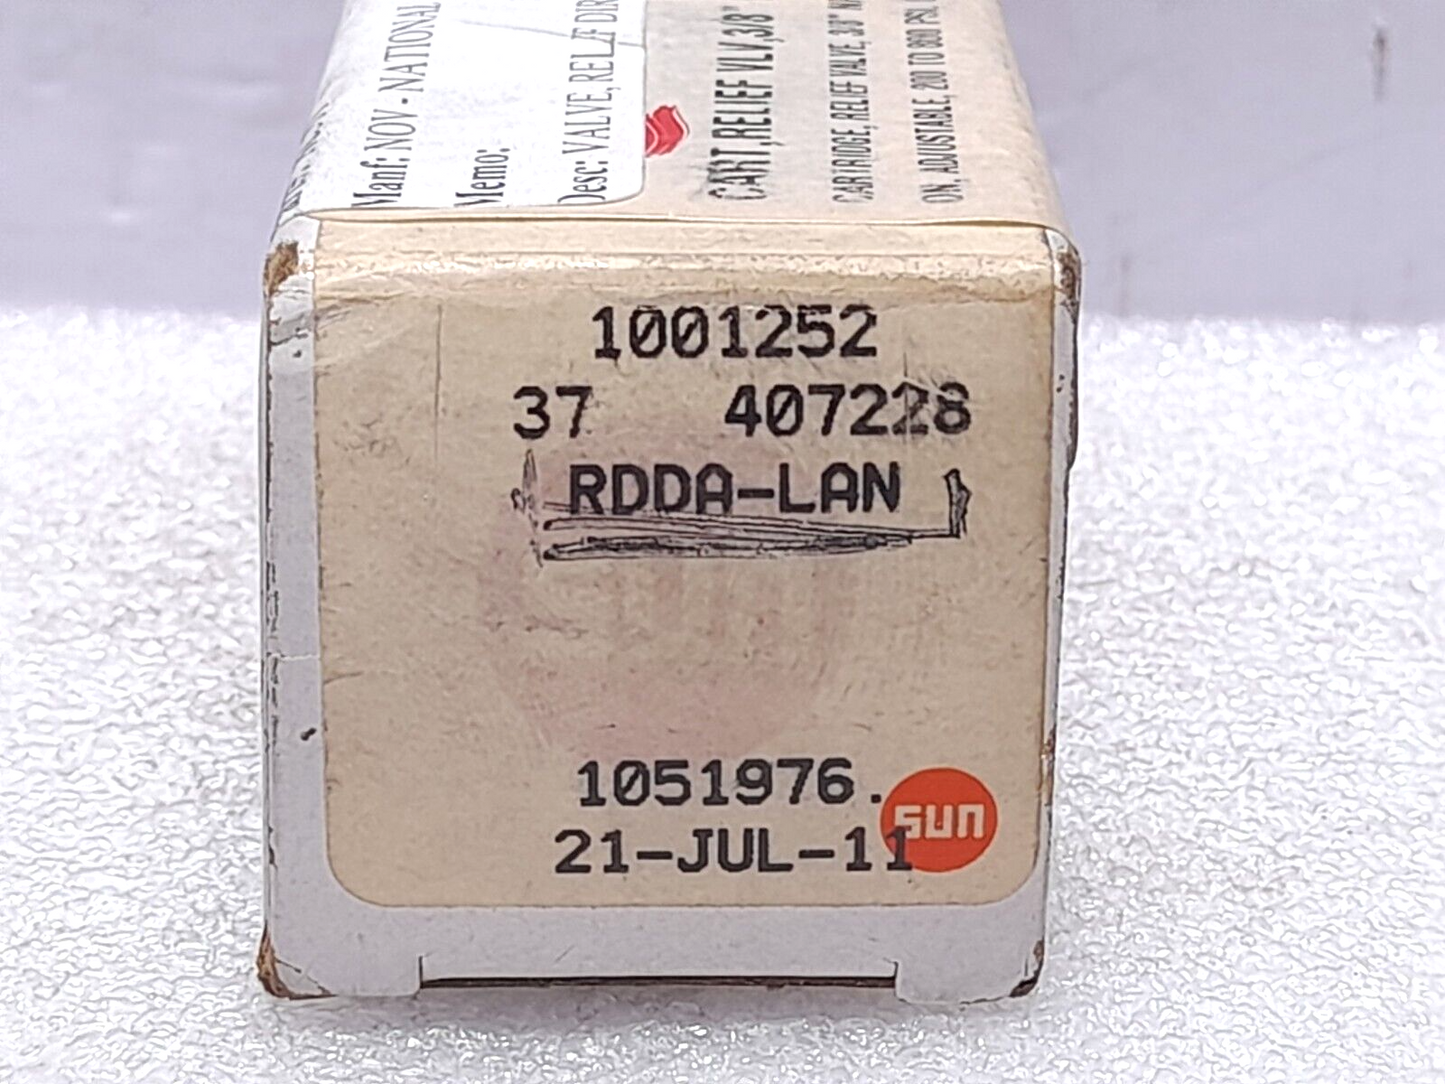 Manf: NOV - NATIONAL
Memo:
Desc: VALVE, RELIF DIR
CART,RELIEF VLV,3/8"
CARTRIDGE, RELIEF VALVE, 3/8"
ON, ADJUSTABLE, 200 TO 800 PSI,
1001252
37 407228
RDDA-LAN
1051976.
21-JUL-11
sun